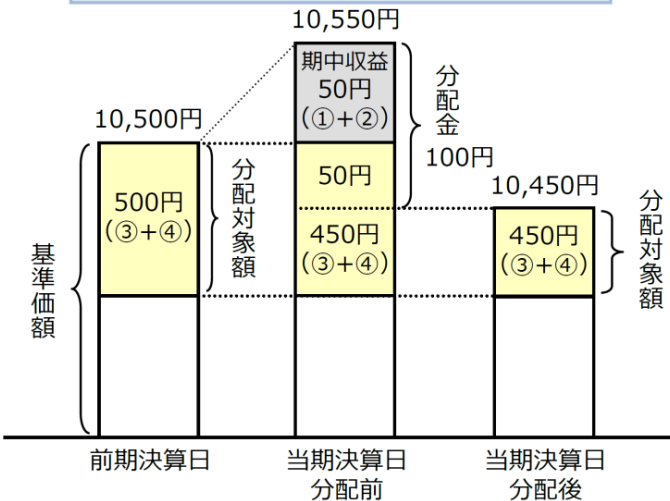 10,550円
期中収益
50円
(①+②)
分配金
100円
10,500円
500円
(③+④)
分配対象額
50円
450円
(③+④)
10,450円
450円
(③+④)
分配対象額
基準価額
前期決算日
当期決算日
分配前
当期決算日
分配後